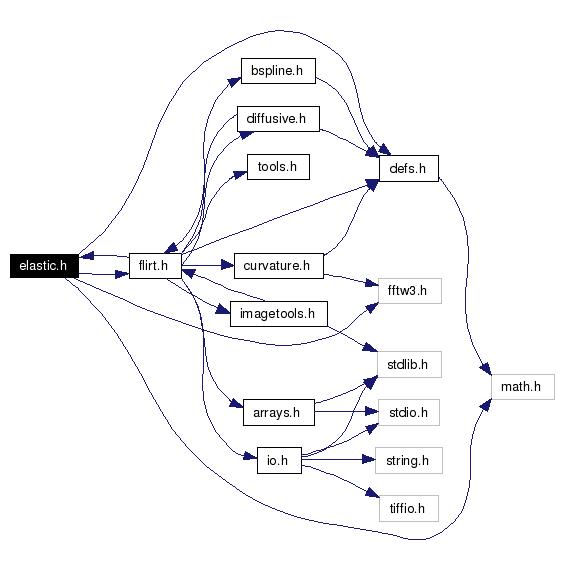 bspline.h
diffusive.h
tools.h
defs.h
elastic.h
flirt.h
curvature.h
fftw3.h
imagetools.h
stdlib.h
math.h
arrays.h
stdio.h
io.h
string.h
tiffio.h